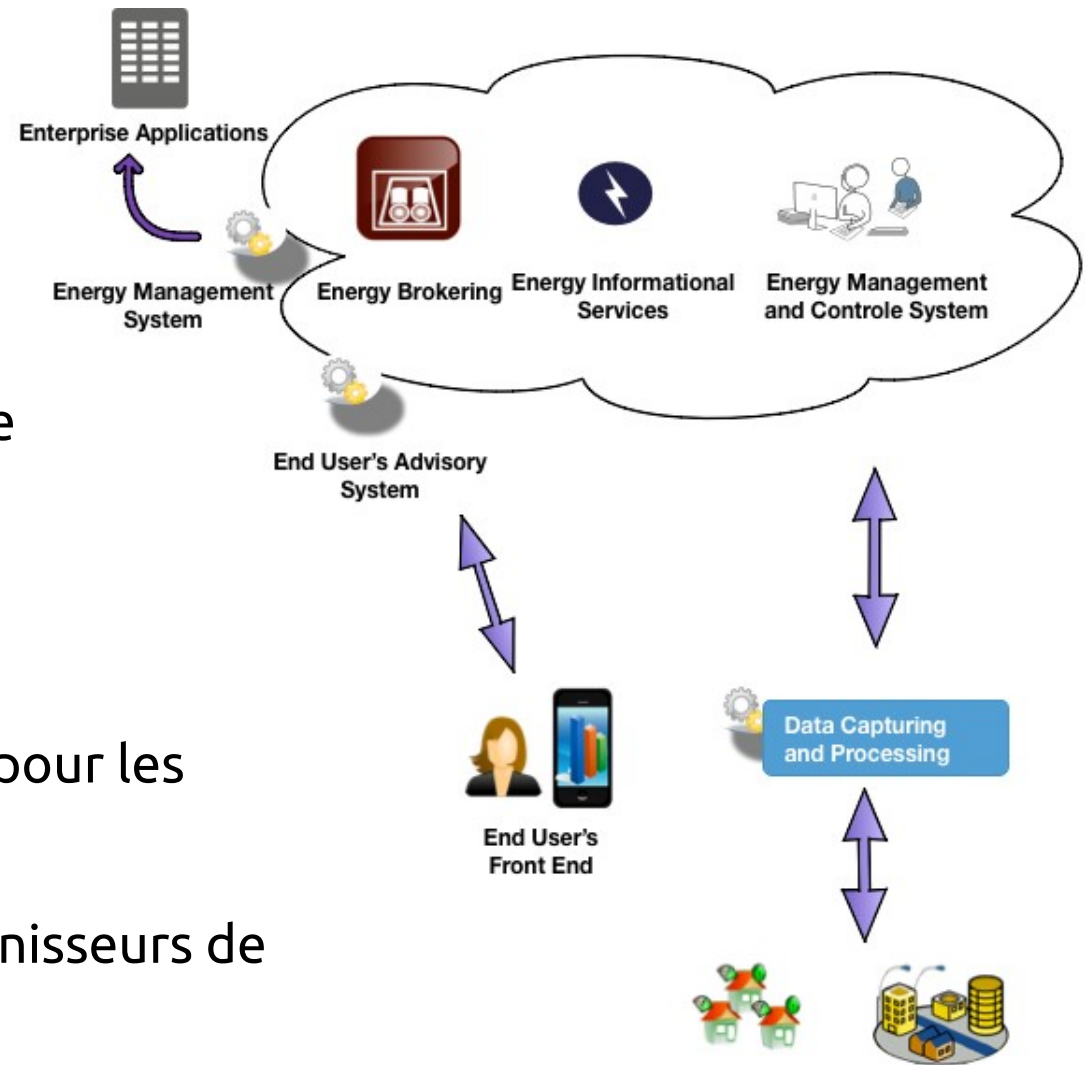 Enterprise Applications
Energy Management
System
Energy Brokering
Energy Informational
Services
Energy Management
and Controle System
End User's Advisory
System
pour les
Data Capturing
and Processing
End User's
Front End
de